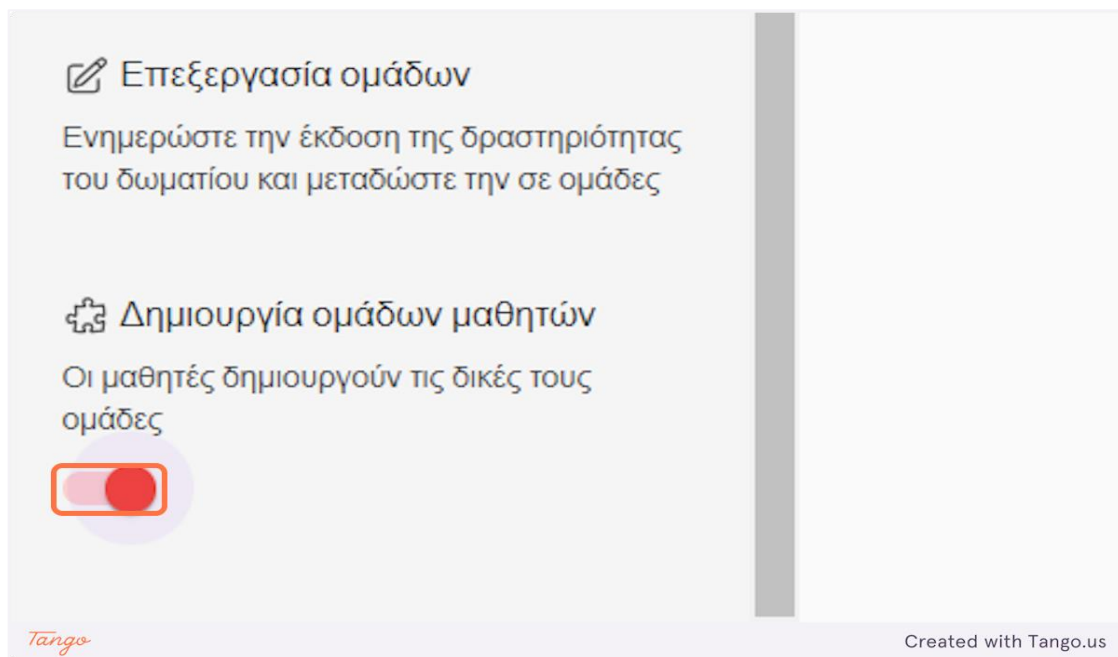 Επεξεργασία ομάδων
Ενημερώστε την έκδοση της δραστηριότητας
του δωματίου και μεταδώστε την σε ομάδες
Δημιουργία ομάδων μαθητών
Οι μαθητές δημιουργούν τις δικές τους
ομάδες
Tango
Created with Tango.us